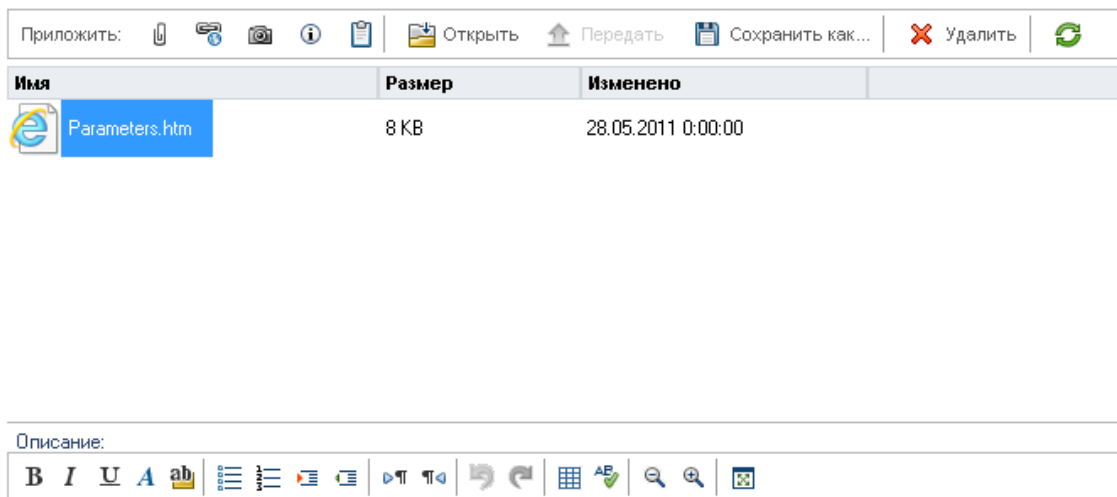 Приложить: Открыть Передать Сохранить как... Удалить
Имя Размер Изменено
Parameters.htm 8 KB 28.05.2011 0:00:00
Описание:
B I U A ab